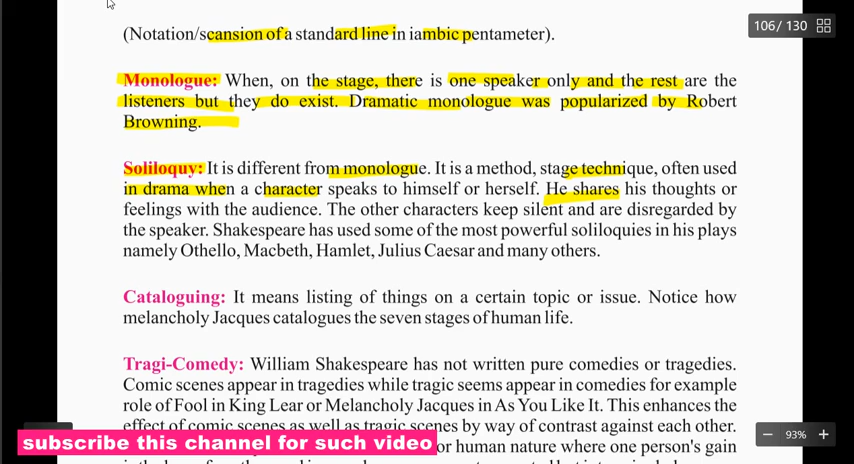 106/ 130
(Notation/scansion of a standard line in iambic pentameter).
Monologue: When, on the stage, there is one speaker only and the rest are the
listeners but they do exist. Dramatic monologue was popularized by Robert
Browning.
Soliloquy: It is different from monologue. It is a method, stage technique, often used
in drama when a character speaks to himself or herself. He shares his thoughts or
feelings with the audience. The other characters keep silent and are disregarded by
the speaker. Shakespeare has used some of the most powerful soliloquies in his plays
namely Othello, Macbeth, Hamlet, Julius Caesar and many others.
Cataloguing: It means listing of things on a certain topic or issue. Notice how
melancholy Jacques catalogues the seven stages of human life.
Tragi-Comedy: William Shakespeare has not written pure comedies or tragedies.
Comic scenes appear in tragedies while tragic seems appear in comedies for example
role of Fool in King Lear or Melancholy Jacques in As You Like It. This enhances the
effect of comic scenes as well as tragic scenes by way of contrast against each other.
or human nature where one person's gain
subscribe this channel for such video
93%